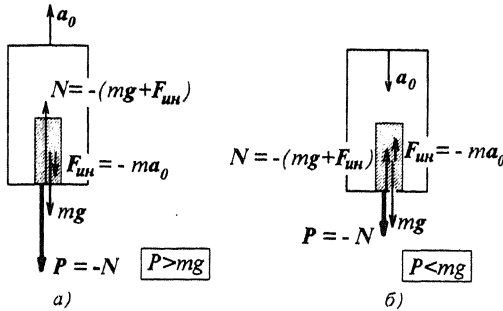 a₀
N = -(mg+Fин)
Fин = - ma₀
mg
P = -N
P>mg
а)
a₀
N = -(mg+Fин)
Fин = - ma₀
mg
P = - N
P<mg
б)